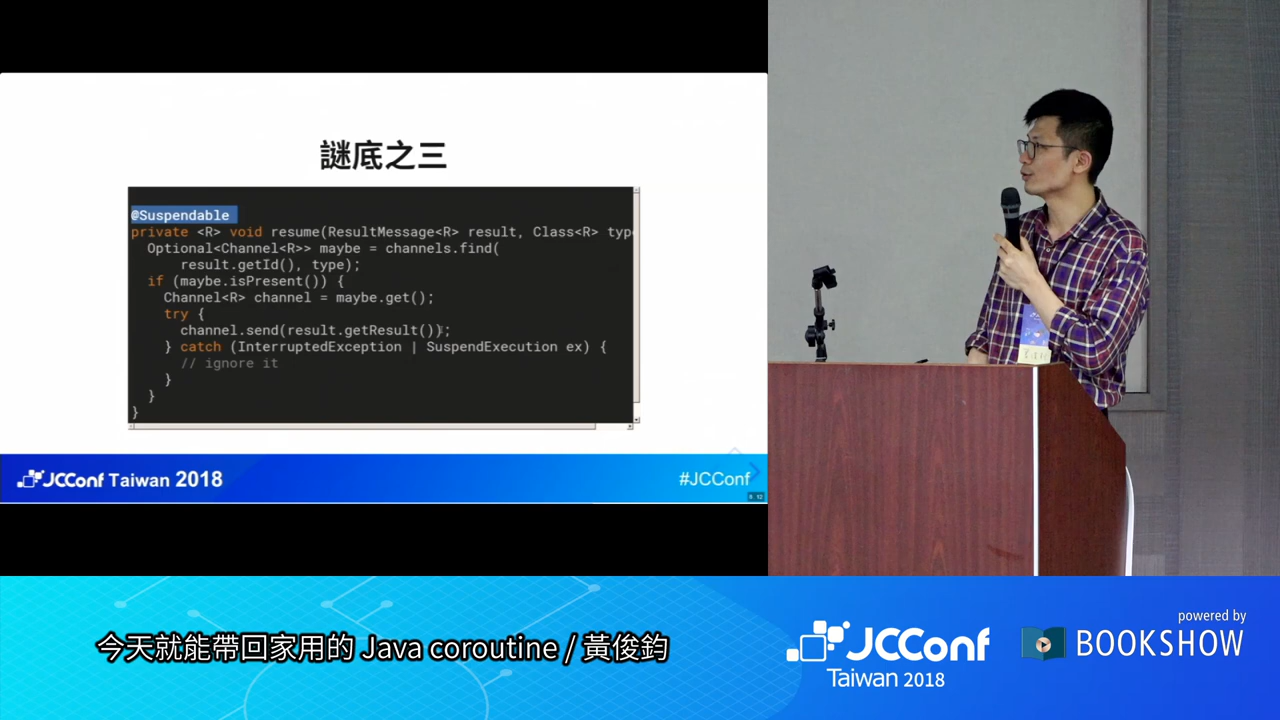 謎底之三
@Suspendable
private <R> void resume(ResultMessage<R> result, Class<R> typ
Optional<Channel<R>> maybe = channels.find(
result.getId(), type);
if (maybe.isPresent()) {
Channel<R> channel = maybe.get();
try {
channel.send(result.getResult());
} catch (InterruptedException | SuspendExecution ex) {
// ignore it
}
}
}
JCConf Taiwan 2018
#JCConf
今天就能帶回家用的 Java coroutine / 黃俊鈞
JCConf
Taiwan 2018
powered by
BOOKSHOW